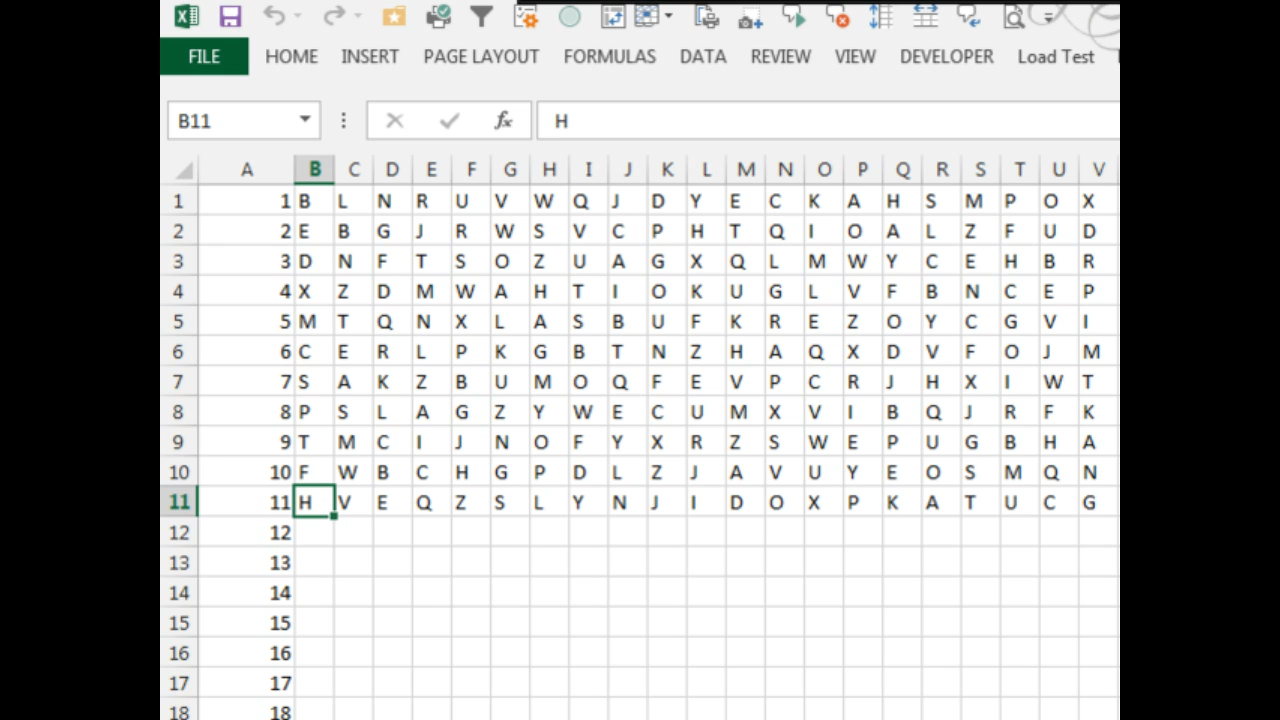 FILE HOME INSERT PAGE LAYOUT FORMULAS DATA REVIEW VIEW DEVELOPER Load Test
B11 fx H
A B C D E F G H I J K L M N O P Q R S T U V
1 1 B L N R U V W Q J D Y E C K A H S M P O X
2 2 E B G J R W S V C P H T Q I O A L Z F U D
3 3 D N F T S O Z U A G X Q L M W Y C E H B R
4 4 X Z D M W A H T I O K U G L V F B N C E P
5 5 M T Q N X L A S B U F K R E Z O Y C G V I
6 6 C E R L P K G B T N Z H A Q X D V F O J M
7 7 S A K Z B U M O Q F E V P C R J H X I W T
8 8 P S L A G Z Y W E C U M X V I B Q J R F K
9 9 T M C I J N O F Y X R Z S W E P U G B H A
10 10 F W B C H G P D L Z J A V U Y E O S M Q N
11 11 H V E Q Z S L Y N J I D O X P K A T U C G
12 12
13 13
14 14
15 15
16 16
17 17
18 18